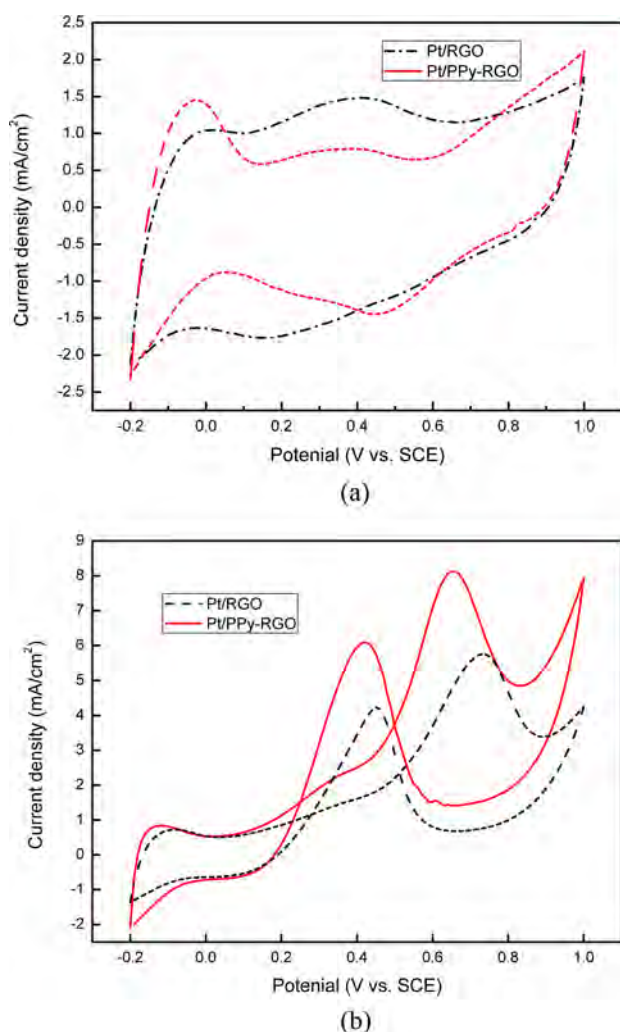 2.5
2.0
1.5
1.0
0.5
0.0
-0.5
-1.0
-1.5
-2.0
-2.5
Current density (mA/cm²)
Pt/RGO
Pt/PPy-RGO
-0.2 0.0 0.2 0.4 0.6 0.8 1.0
Potenial (V vs. SCE)
(a)
9
8
7
6
5
4
3
2
1
0
-1
-2
Current density (mA/cm²)
Pt/RGO
Pt/PPy-RGO
-0.2 0.0 0.2 0.4 0.6 0.8 1.0
Potenial (V vs. SCE)
(b)